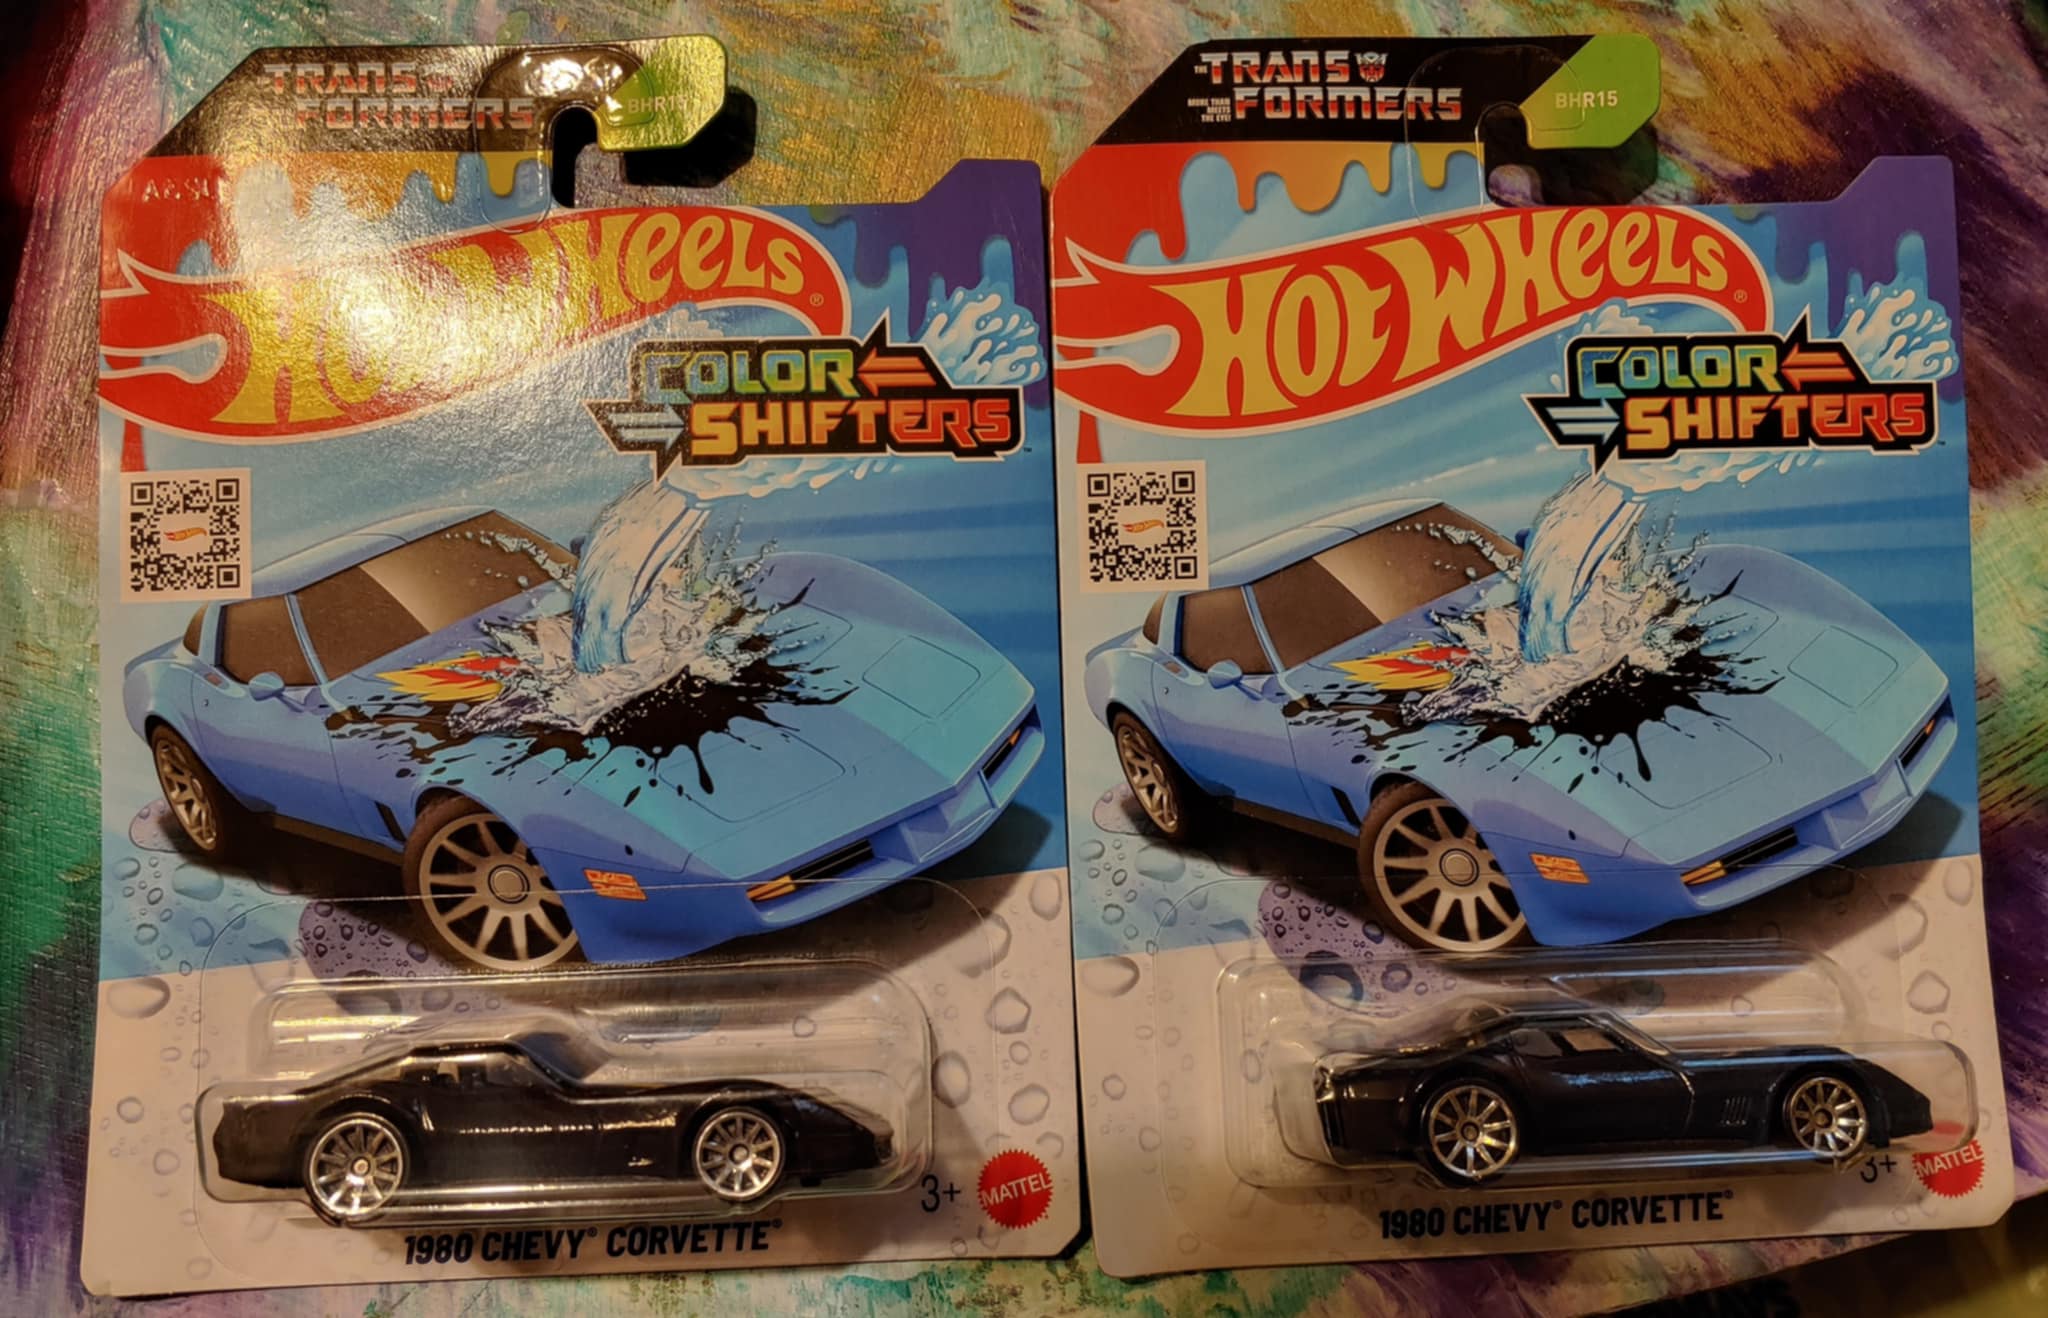 TRANS
FORMERS
BHR15
HOT WHEELS®
COLOR
SHIFTERS™
3+
MATTEL
1980 CHEVY® CORVETTE®
THE
TRANS
MORE THAN
MEETS
THE EYE!
FORMERS
BHR15
HOT WHEELS®
COLOR
SHIFTERS
3+
MATTEL
1980 CHEVY® CORVETTE®